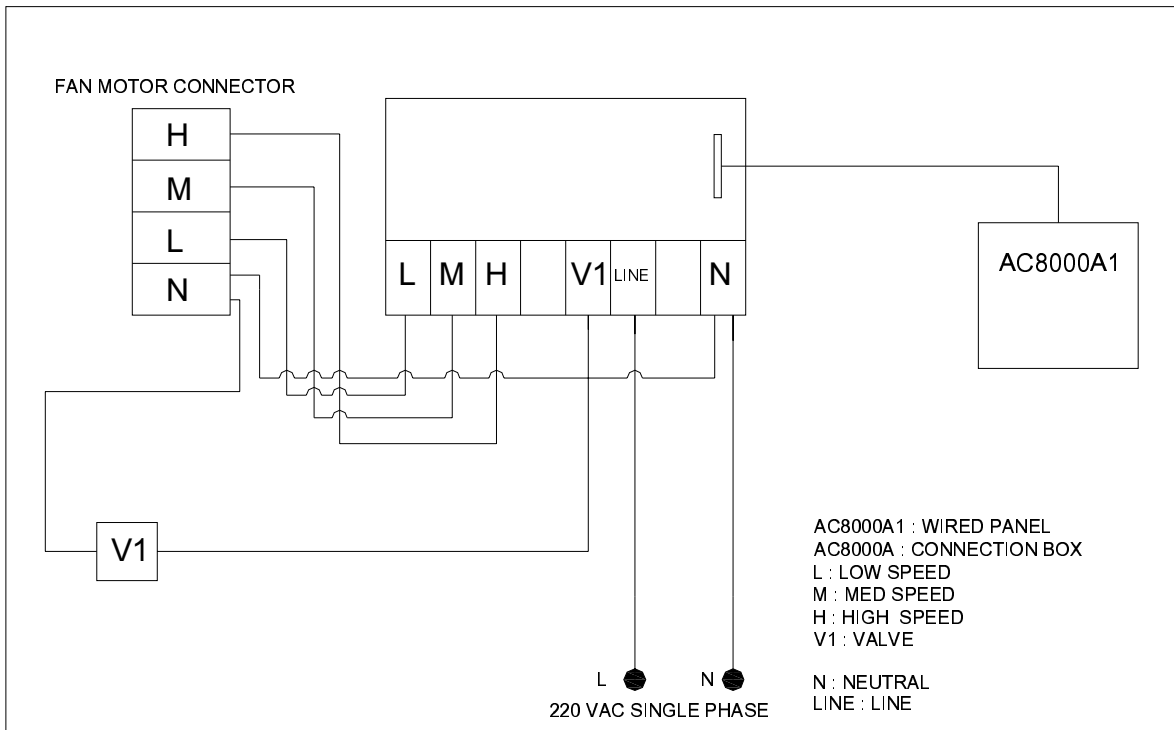 FAN MOTOR CONNECTOR
H
M
L
N
L M H V1 LINE N
AC8000A1
V1
AC8000A1 : WIRED PANEL
AC8000A : CONNECTION BOX
L : LOW SPEED
M : MED SPEED
H : HIGH SPEED
V1 : VALVE
N : NEUTRAL
LINE : LINE
L N
220 VAC SINGLE PHASE